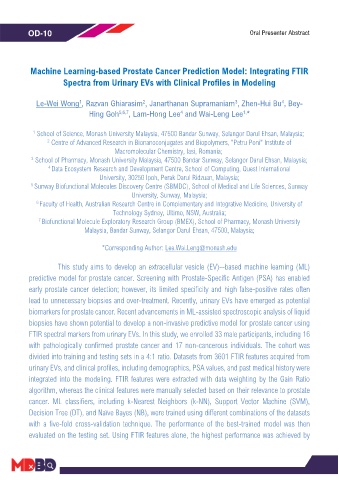 OD-10
Oral Presenter Abstract
Machine Learning-based Prostate Cancer Prediction Model: Integrating FTIR
Spectra from Urinary EVs with Clinical Profiles in Modeling
Le-Wei Wong¹, Razvan Ghiarasim², Janarthanan Supramaniam³, Zhen-Hui Bu⁴, Bey-
Hing Goh⁵,⁶,⁷, Lam-Hong Lee⁴ and Wai-Leng Lee¹,*
¹ School of Science, Monash University Malaysia, 47500 Bandar Sunway, Selangor Darul Ehsan, Malaysia;
² Centre of Advanced Research in Bionanoconjugates and Biopolymers, "Petru Poni" Institute of
Macromolecular Chemistry, Iasi, Romania;
³ School of Pharmacy, Monash University Malaysia, 47500 Bandar Sunway, Selangor Darul Ehsan, Malaysia;
⁴ Data Ecosystem Research and Development Centre, School of Computing, Quest International
University, 30250 Ipoh, Perak Darul Ridzuan, Malaysia;
⁵ Sunway Biofunctional Molecules Discovery Centre (SBMDC), School of Medical and Life Sciences, Sunway
University, Sunway, Malaysia;
⁶ Faculty of Health, Australian Research Centre in Complementary and Integrative Medicine, University of
Technology Sydney, Ultimo, NSW, Australia;
⁷ Biofunctional Molecule Exploratory Research Group (BMEX), School of Pharmacy, Monash University
Malaysia, Bandar Sunway, Selangor Darul Ehsan, 47500, Malaysia;
*Corresponding Author: Lee.Wai.Leng@monash.edu
This study aims to develop an extracellular vesicle (EV)–based machine learning (ML)
predictive model for prostate cancer. Screening with Prostate-Specific Antigen (PSA) has enabled
early prostate cancer detection; however, its limited specificity and high false-positive rates often
lead to unnecessary biopsies and over-treatment. Recently, urinary EVs have emerged as potential
biomarkers for prostate cancer. Recent advancements in ML-assisted spectroscopic analysis of liquid
biopsies have shown potential to develop a non-invasive predictive model for prostate cancer using
FTIR spectral markers from urinary EVs. In this study, we enrolled 33 male participants, including 16
with pathologically confirmed prostate cancer and 17 non-cancerous individuals. The cohort was
divided into training and testing sets in a 4:1 ratio. Datasets from 3601 FTIR features acquired from
urinary EVs, and clinical profiles, including demographics, PSA values, and past medical history were
integrated into the modeling. FTIR features were extracted with data weighting by the Gain Ratio
algorithm, whereas the clinical features were manually selected based on their relevance to prostate
cancer. ML classifiers, including k-Nearest Neighbors (k-NN), Support Vector Machine (SVM),
Decision Tree (DT), and Naive Bayes (NB), were trained using different combinations of the datasets
with a five-fold cross-validation technique. The performance of the best-trained model was then
evaluated on the testing set. Using FTIR features alone, the highest performance was achieved by